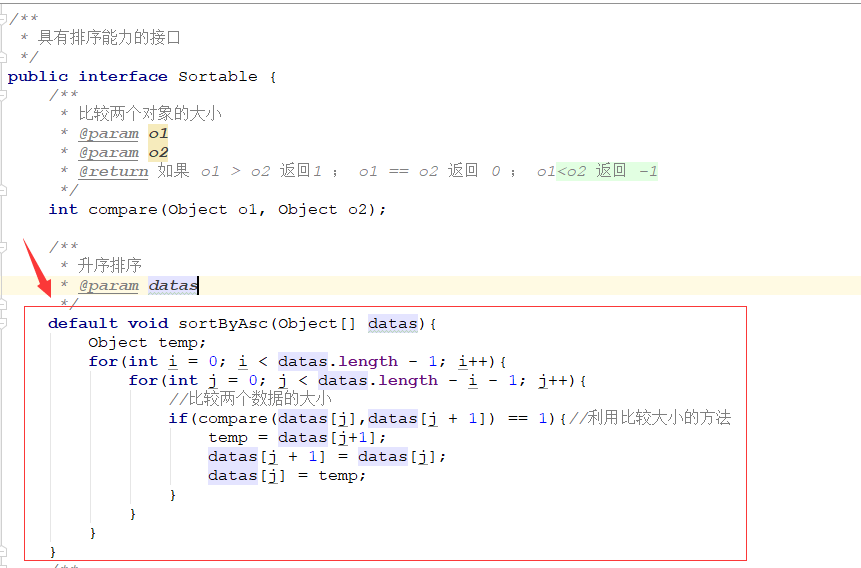 /**
 * 具有排序能力的接口
 */
public interface Sortable {
    /**
     * 比较两个对象的大小
     * @param o1
     * @param o2
     * @return 如果 o1 > o2 返回1 ； o1 == o2 返回 0 ； o1<o2 返回 -1
     */
    int compare(Object o1, Object o2);
    /**
     * 升序排序
     * @param datas
     */
    default void sortByAsc(Object[] datas){
        Object temp;
        for(int i = 0; i < datas.length - 1; i++){
            for(int j = 0; j < datas.length - i - 1; j++){
                //比较两个数据的大小
                if(compare(datas[j],datas[j + 1]) == 1){//利用比较大小的方法
                    temp = datas[j+1];
                    datas[j + 1] = datas[j];
                    datas[j] = temp;
                }
            }
        }
    }
    /**